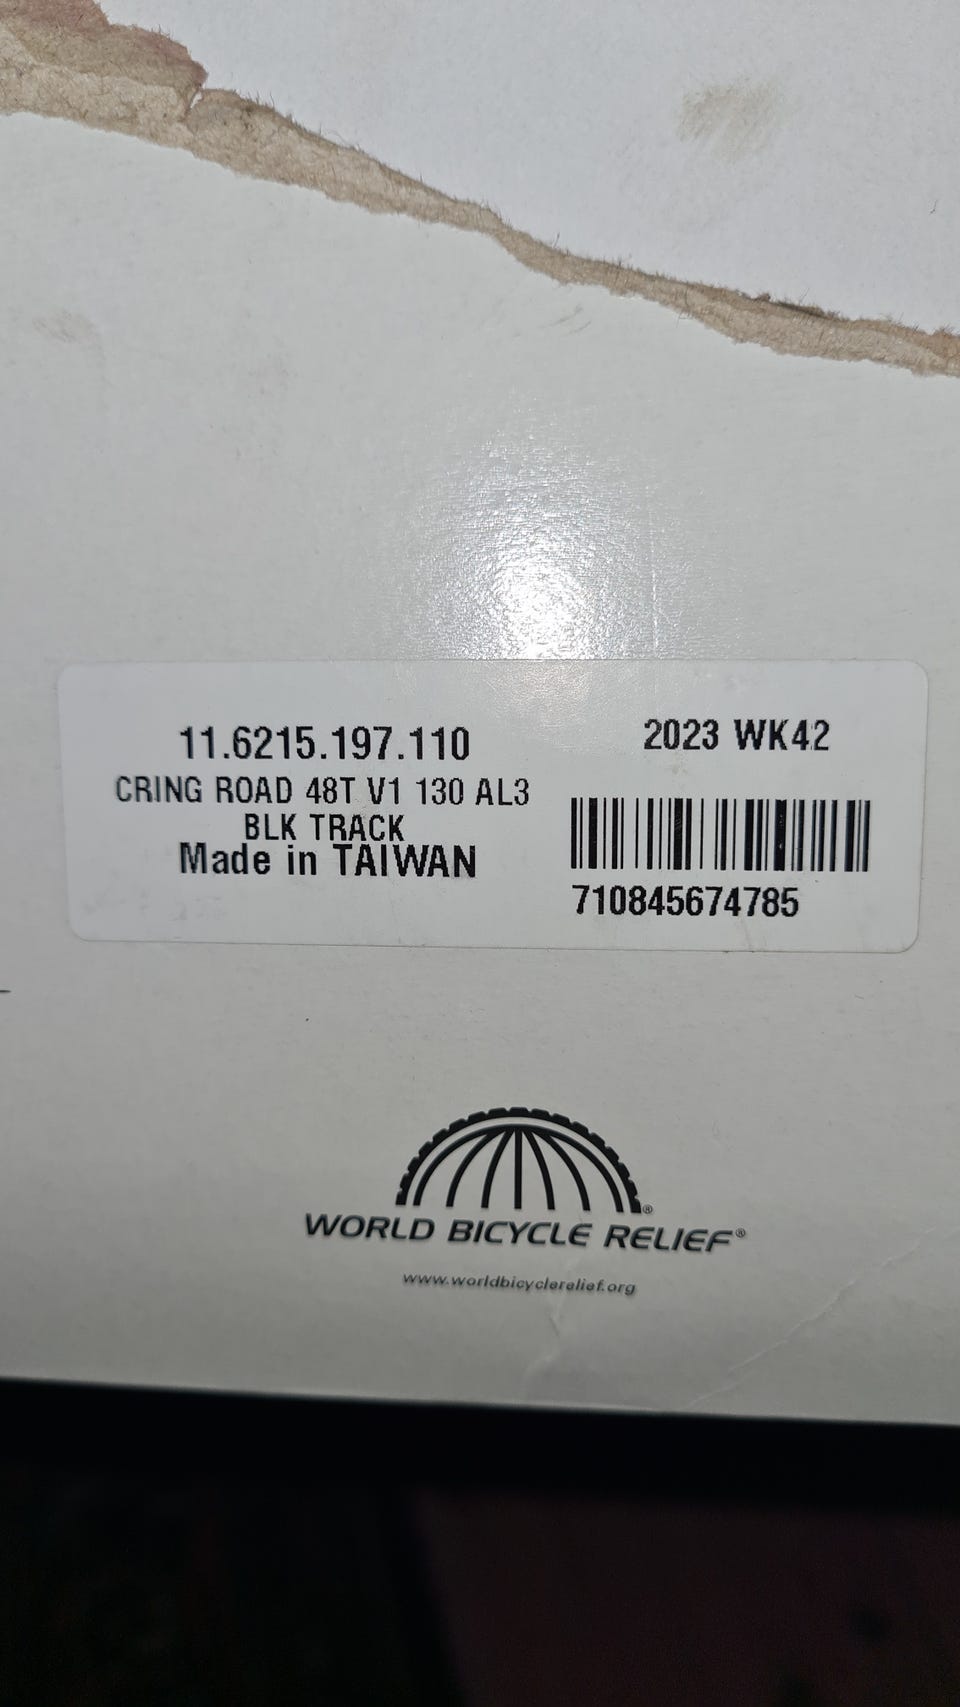 11.6215.197.110
CRING ROAD 48T V1 130 AL3
BLK TRACK
Made in TAIWAN
2023 WK42
710845674785
WORLD BICYCLE RELIEF®
www.worldbicyclerelief.org